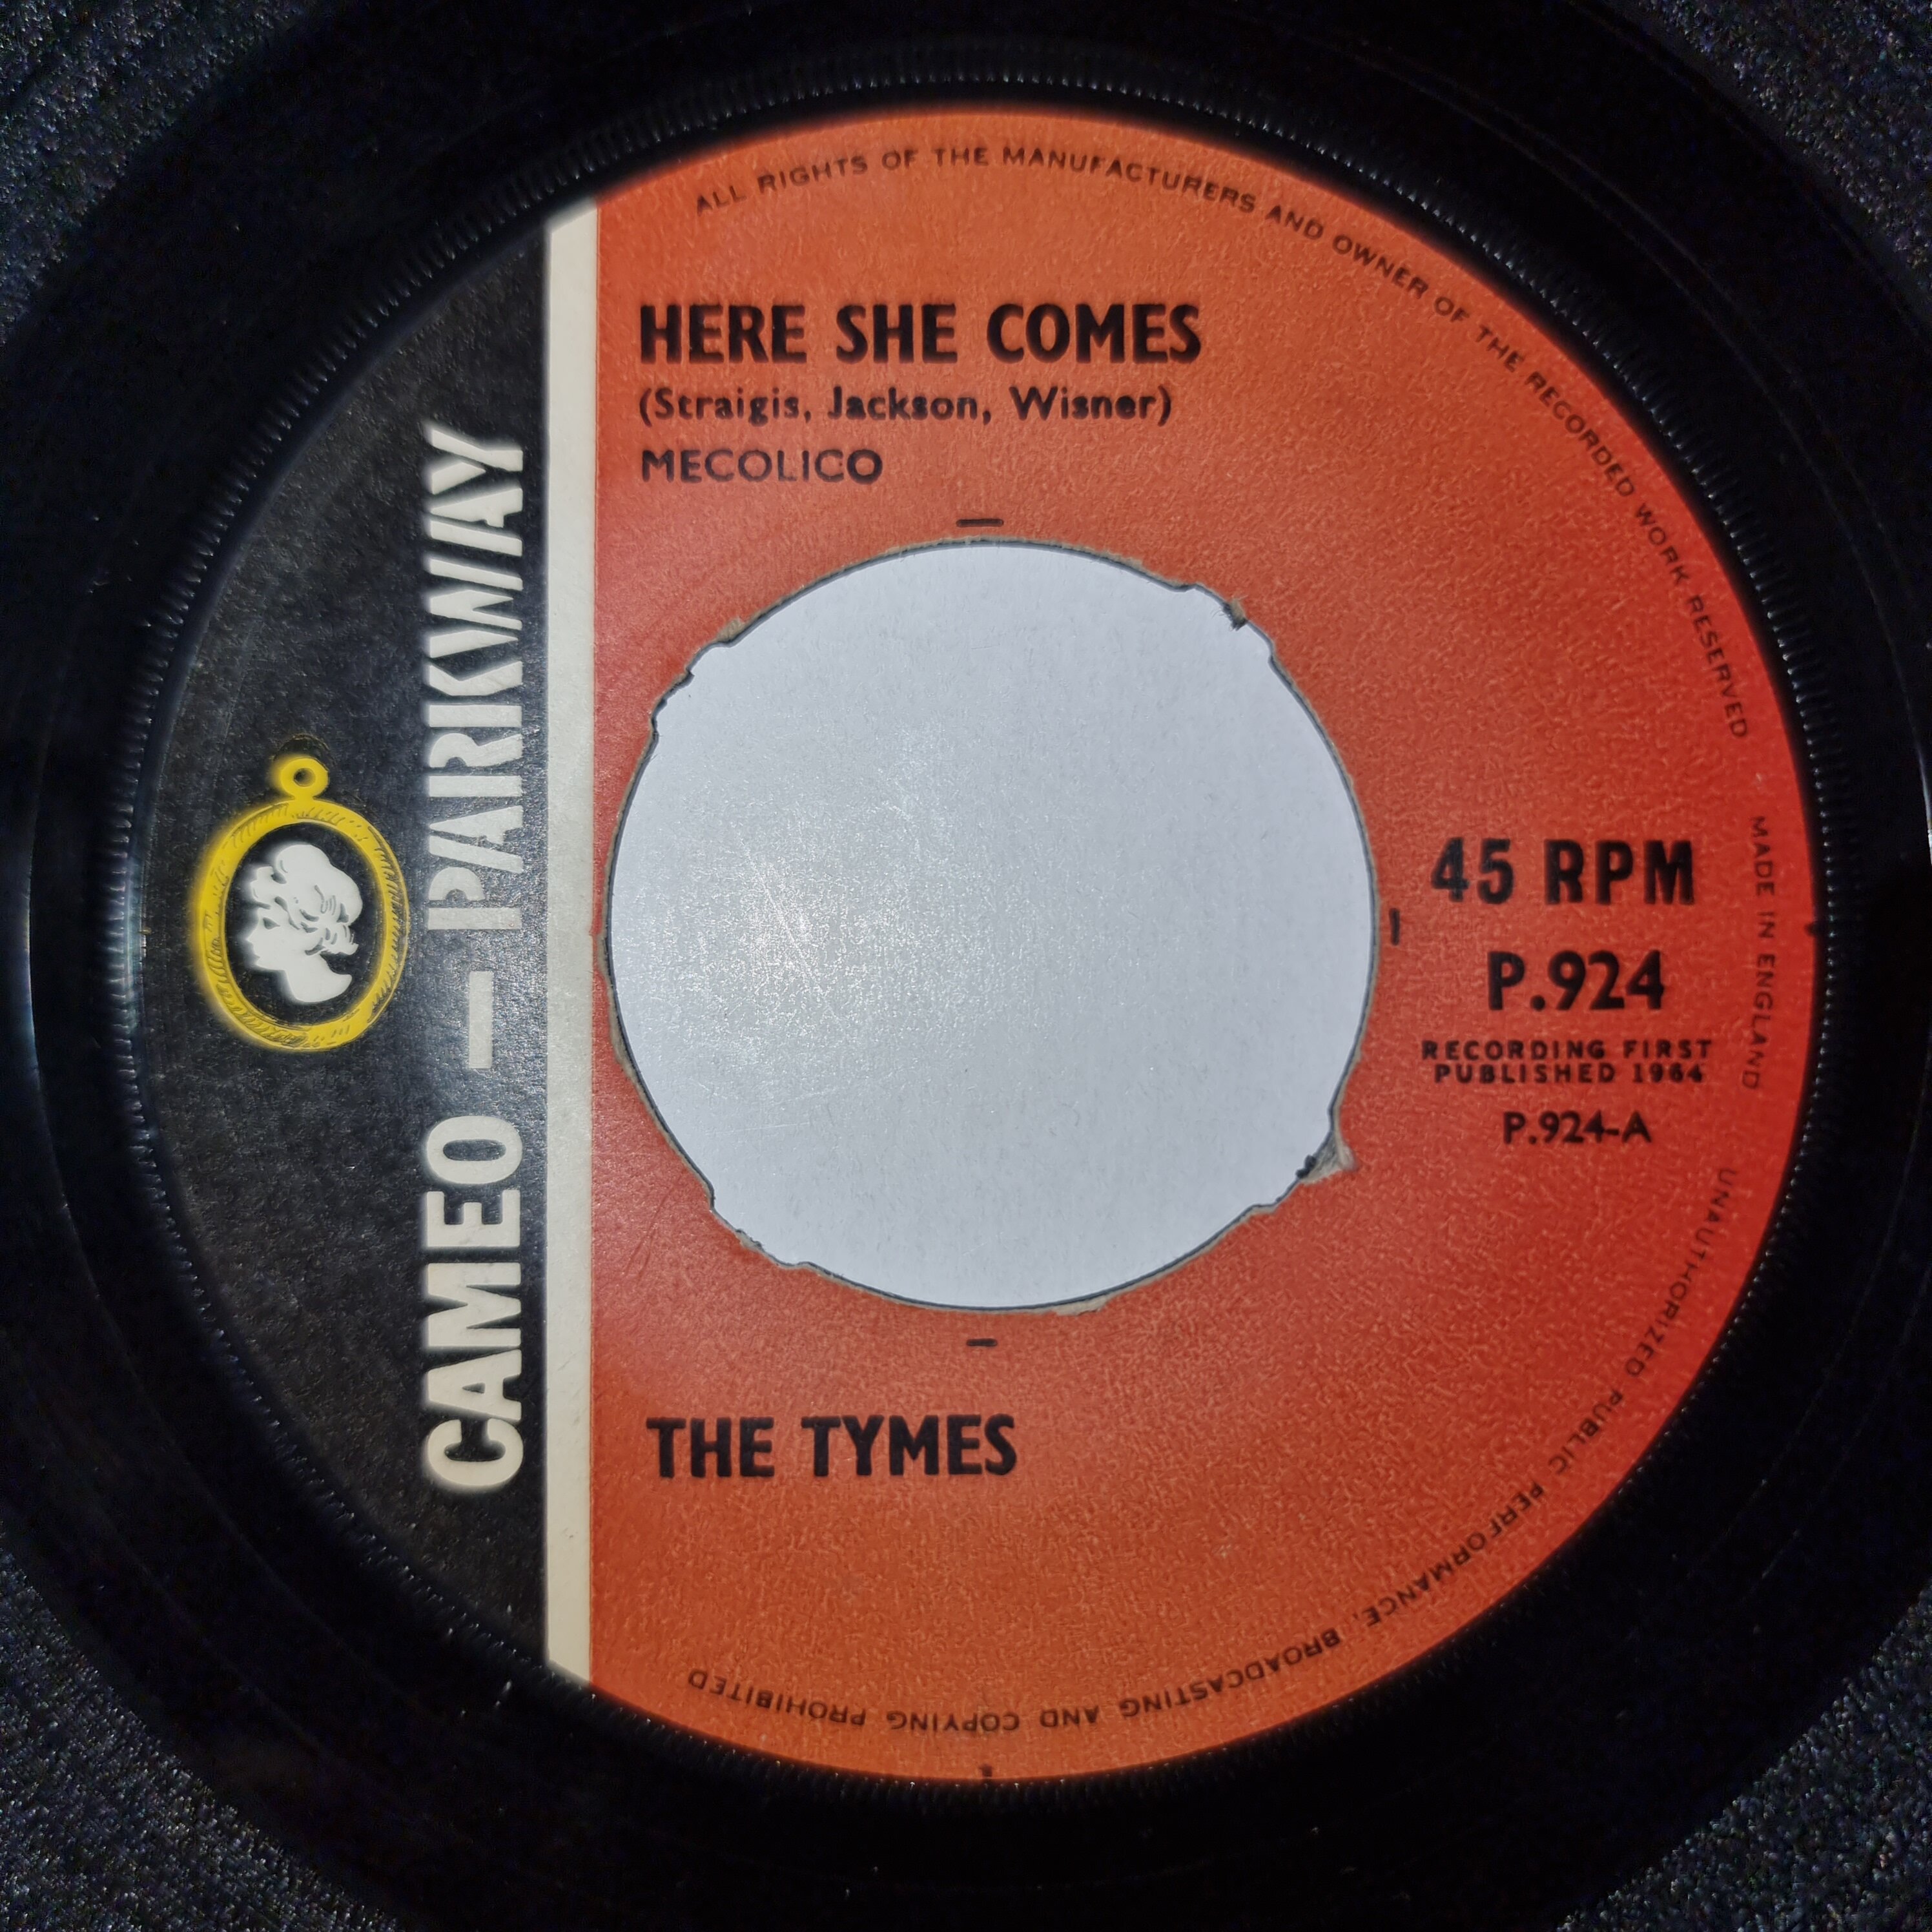 ALL RIGHTS OF THE MANUFACTURERS AND OWNER OF THE RECORDED WORK RESERVED
MADE IN ENGLAND
UNAUTHORIZED PUBLIC PERFORMANCE, BROADCASTING AND COPYING PROHIBITED
CAMEO — PARKWAY
HERE SHE COMES
(Straigis, Jackson, Wisner)
MECOLICO
45 RPM
P.924
RECORDING FIRST
PUBLISHED 1964
P.924-A
THE TYMES